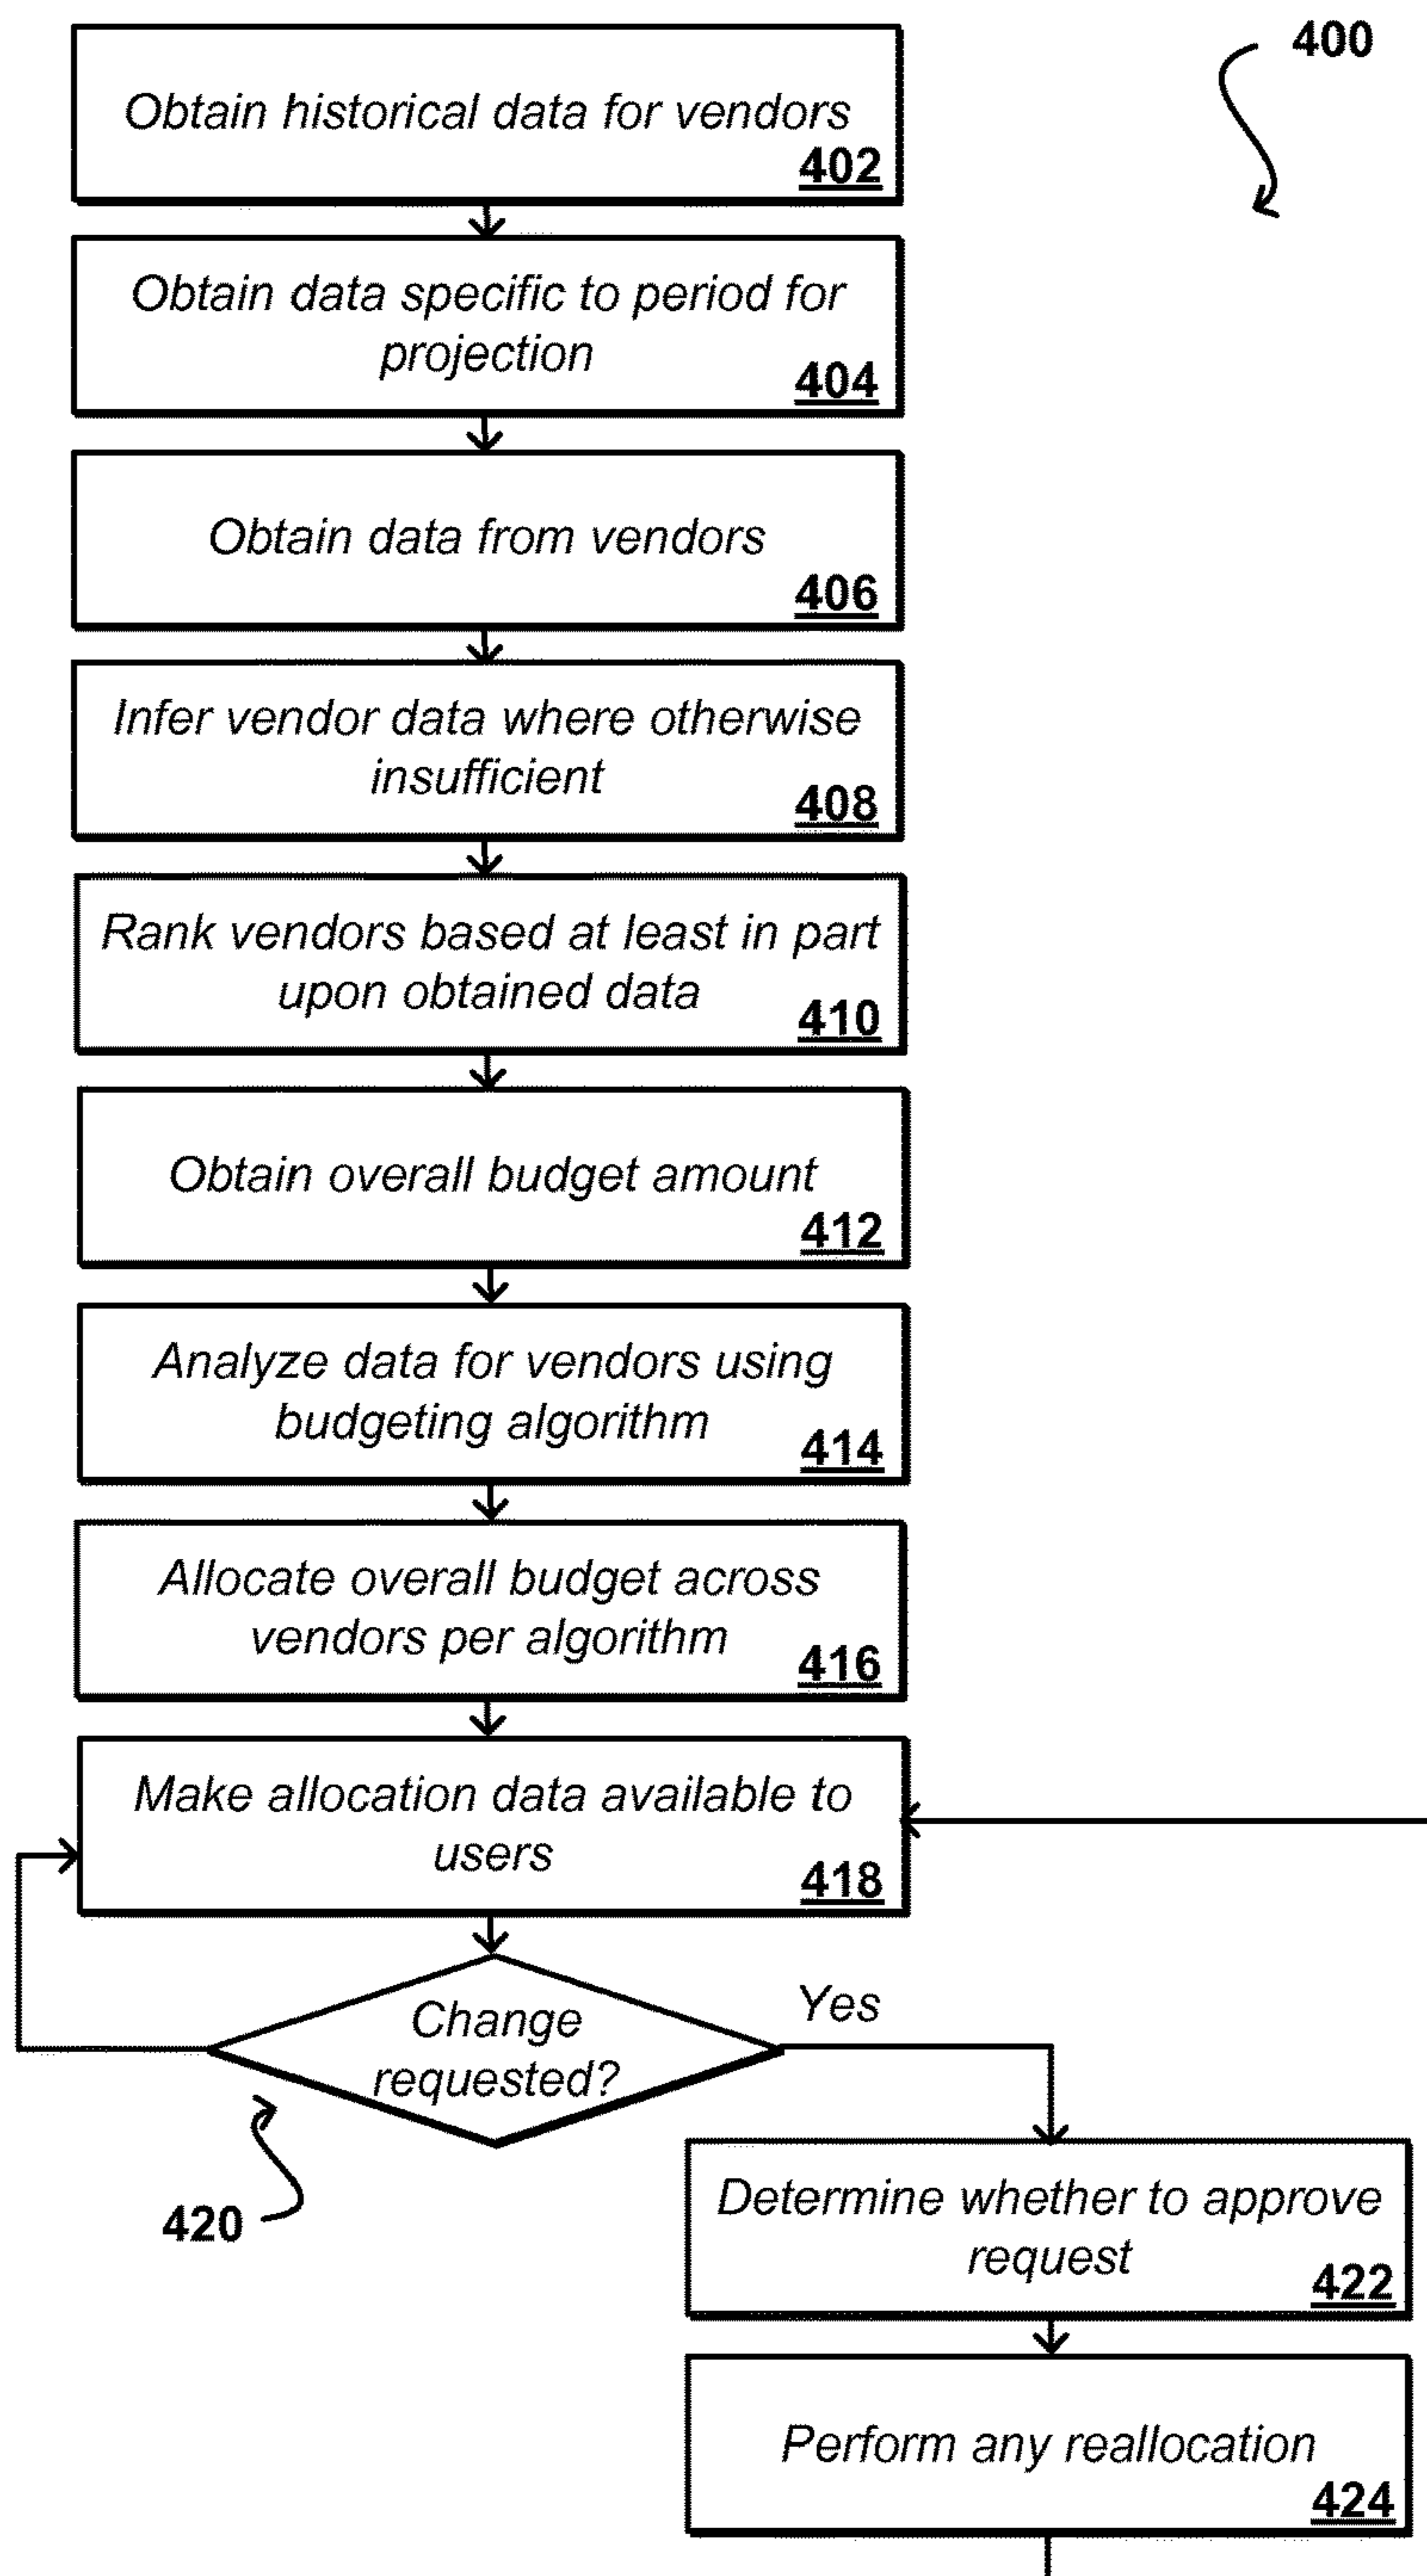 400
Obtain historical data for vendors
402
Obtain data specific to period for
projection
404
Obtain data from vendors
406
Infer vendor data where otherwise
insufficient
408
Rank vendors based at least in part
upon obtained data
410
Obtain overall budget amount
412
Analyze data for vendors using
budgeting algorithm
414
Allocate overall budget across
vendors per algorithm
416
Make allocation data available to
users
418
Change
requested?
Yes
420
Determine whether to approve
request
422
Perform any reallocation
424